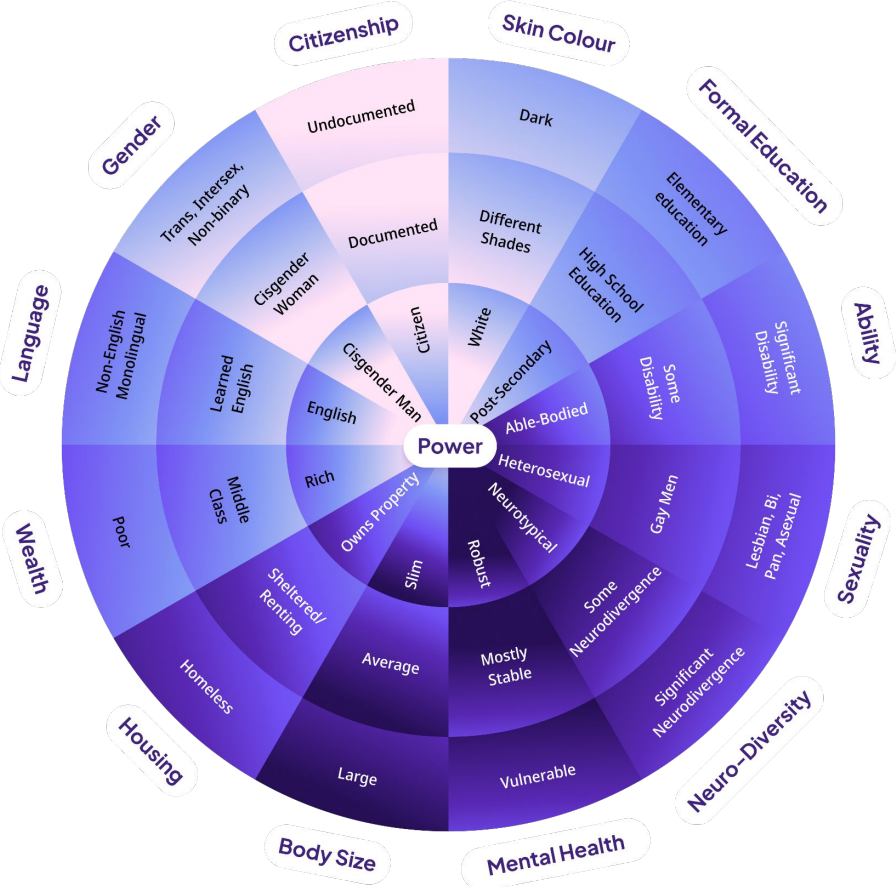 Citizenship
Skin Colour
Formal Education
Ability
Sexuality
Neuro-Diversity
Mental Health
Body Size
Housing
Wealth
Language
Gender
Undocumented
Documented
Citizen
Dark
Different
Shades
White
Elementary
education
High School
Education
Post-Secondary
Significant
Disability
Some
Disability
Able-Bodied
Lesbian, Bi,
Pan, Asexual
Gay Men
Heterosexual
Significant
Neurodivergence
Some
Neurodivergence
Neurotypical
Vulnerable
Mostly
Stable
Robust
Large
Average
Slim
Homeless
Sheltered/
Renting
Owns Property
Poor
Middle
Class
Rich
Non-English
Monolingual
Learned
English
English
Trans, Intersex,
Non-binary
Cisgender
Woman
Cisgender Man
Power